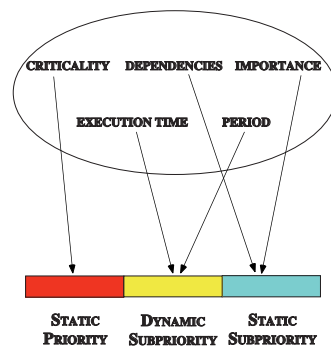 CRITICALITY DEPENDENCIES IMPORTANCE
EXECUTION TIME PERIOD
STATIC PRIORITY
DYNAMIC SUBPRIORITY
STATIC SUBPRIORITY